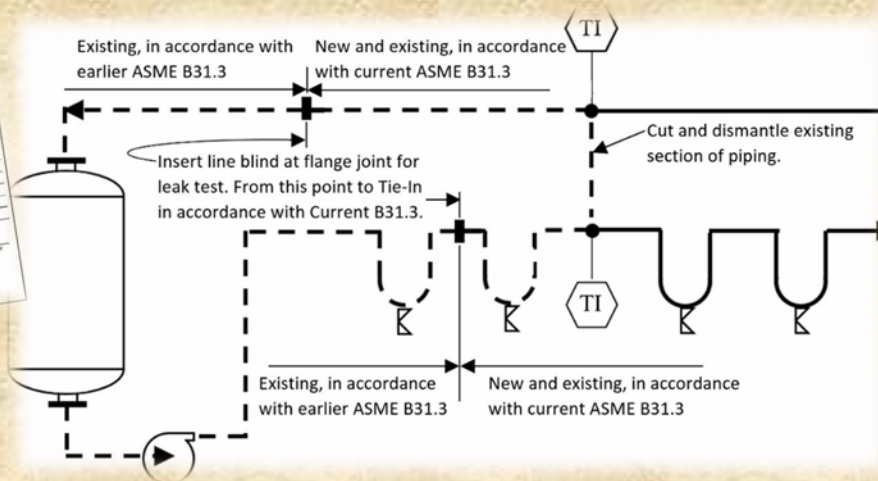 Existing, in accordance with
earlier ASME B31.3
New and existing, in accordance
with current ASME B31.3
TI
Cut and dismantle existing
section of piping.
Insert line blind at flange joint for
leak test. From this point to Tie-In
in accordance with Current B31.3.
TI
Existing, in accordance
with earlier ASME B31.3
New and existing, in accordance
with current ASME B31.3